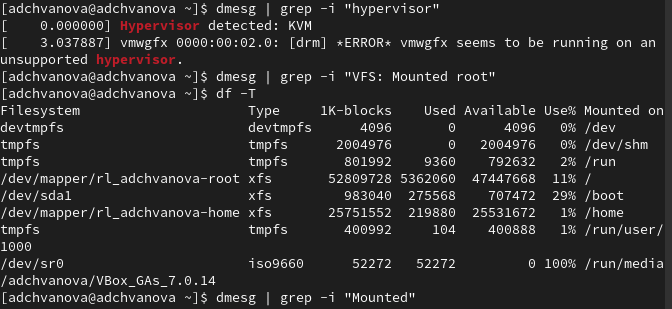 [adchvanova@adchvanova ~]$ dmesg | grep -i "hypervisor"
[    0.000000] Hypervisor detected: KVM
[    3.037887] vmwgfx 0000:00:02.0: [drm] *ERROR* vmwgfx seems to be running on an
unsupported hypervisor.
[adchvanova@adchvanova ~]$ dmesg | grep -i "VFS: Mounted root"
[adchvanova@adchvanova ~]$ df -T
Filesystem                      Type     1K-blocks    Used Available Use% Mounted on
devtmpfs                        devtmpfs      4096       0      4096   0% /dev
tmpfs                           tmpfs      2004976       0   2004976   0% /dev/shm
tmpfs                           tmpfs       801992    9360    792632   2% /run
/dev/mapper/rl_adchvanova-root xfs       52809728 5362060  47447668  11% /
/dev/sda1                       xfs         983040  275568    707472  29% /boot
/dev/mapper/rl_adchvanova-home xfs       25751552  219880  25531672   1% /home
tmpfs                           tmpfs       400992     104    400888   1% /run/user/
1000
/dev/sr0                        iso9660      52272   52272         0 100% /run/media
/adchvanova/VBox_GAs_7.0.14
[adchvanova@adchvanova ~]$ dmesg | grep -i "Mounted"